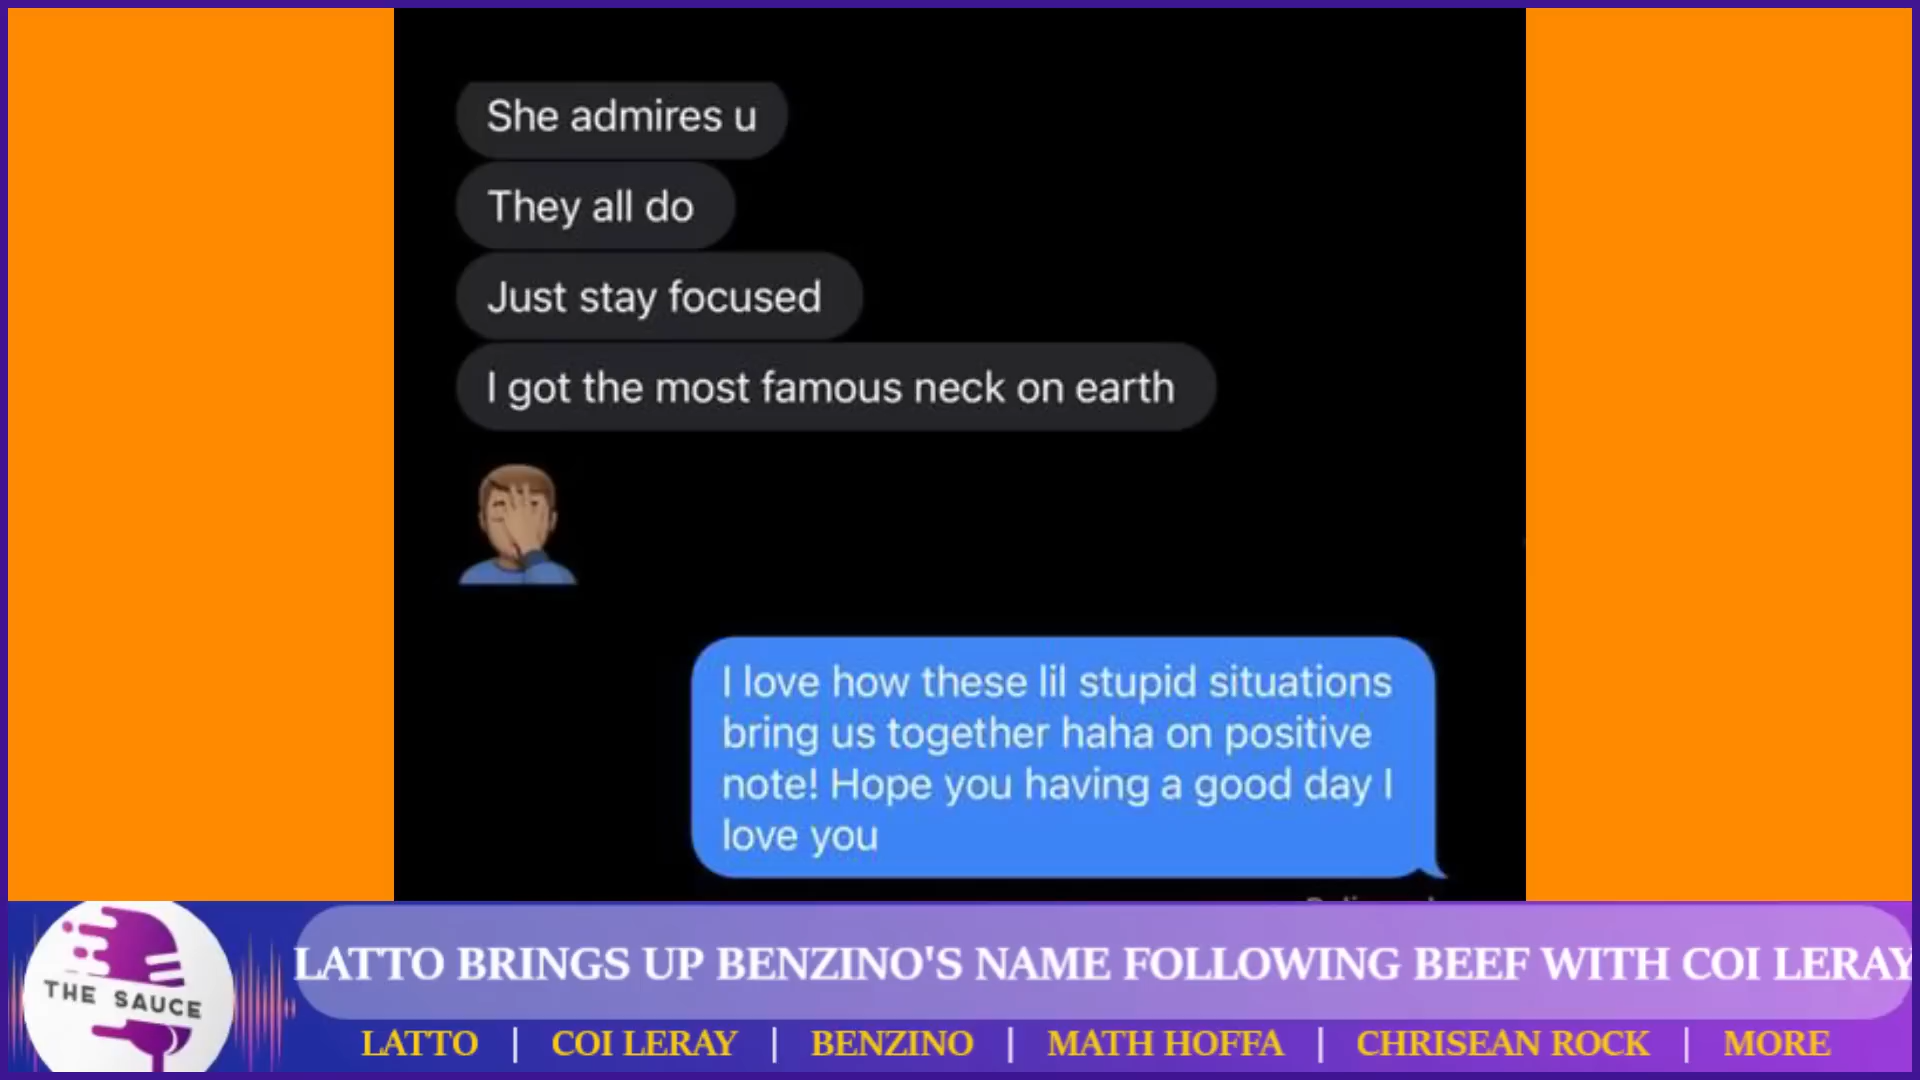 She admires u
They all do
Just stay focused
I got the most famous neck on earth
I love how these lil stupid situations
bring us together haha on positive
note! Hope you having a good day I
love you
THE SAUCE
LATTO BRINGS UP BENZINO'S NAME FOLLOWING BEEF WITH COI LERAY
LATTO | COI LERAY | BENZINO | MATH HOFFA | CHRISEAN ROCK | MORE